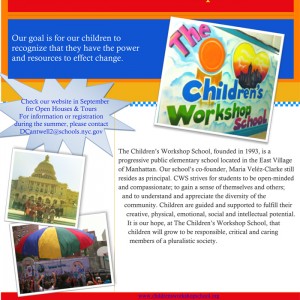 Our goal is for our children to
recognize that they have the power
and resources to effect change.
The
Children's
Workshop
School
Check our website in September
for Open Houses & Tours
For information or registration
during the summer, please contact
DCantwell2@schools.nyc.gov
The Children's Workshop School, founded in 1993, is a
progressive public elementary school located in the East Village
of Manhattan. Our school's co-founder, Maria Veléz-Clarke still
resides as principal. CWS strives for students to be open-minded
and compassionate; to gain a sense of themselves and others;
and to understand and appreciate the diversity of the
community. Children are guided and supported to fulfill their
creative, physical, emotional, social and intellectual potential.
It is our hope, at The Children's Workshop School, that
children will grow to be responsible, critical and caring
members of a pluralistic society.